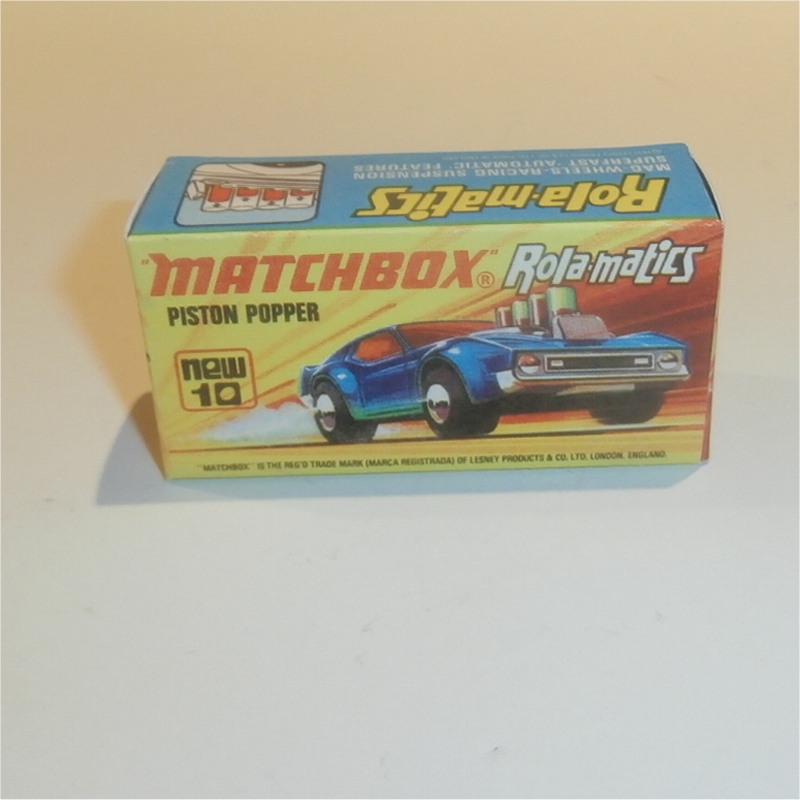 Rola-matics
MAG-WHEELS-RACING SUSPENSION
SUPERFAST 'AUTOMATIC' FEATURES
"MATCHBOX"® Rola-matics
PISTON POPPER
new
10
"MATCHBOX" IS THE REG'D TRADE MARK (MARCA REGISTRADA) OF LESNEY PRODUCTS & CO. LTD. LONDON, ENGLAND.